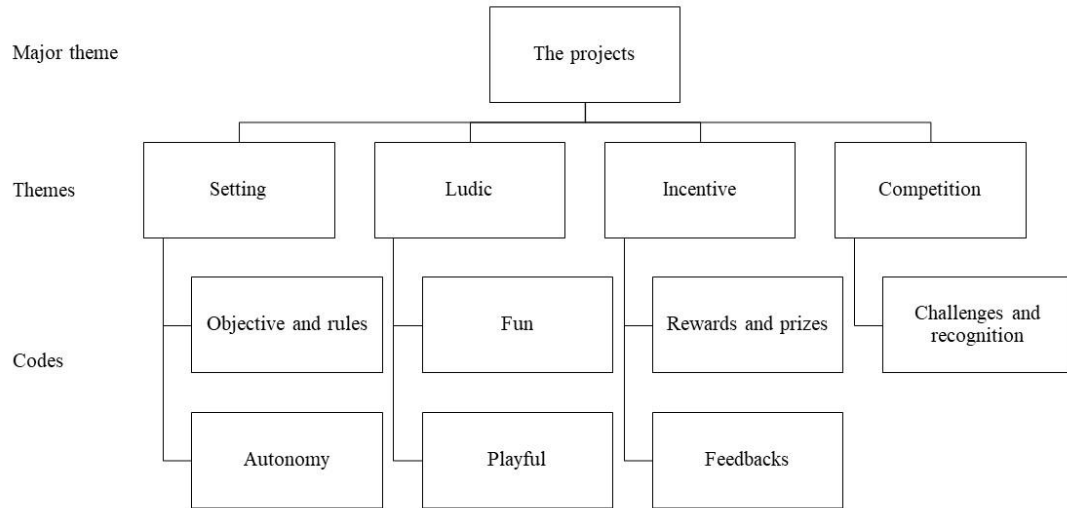 Major theme
The projects
Themes
Setting
Ludic
Incentive
Competition
Codes
Objective and rules
Fun
Rewards and prizes
Challenges and
recognition
Autonomy
Playful
Feedbacks